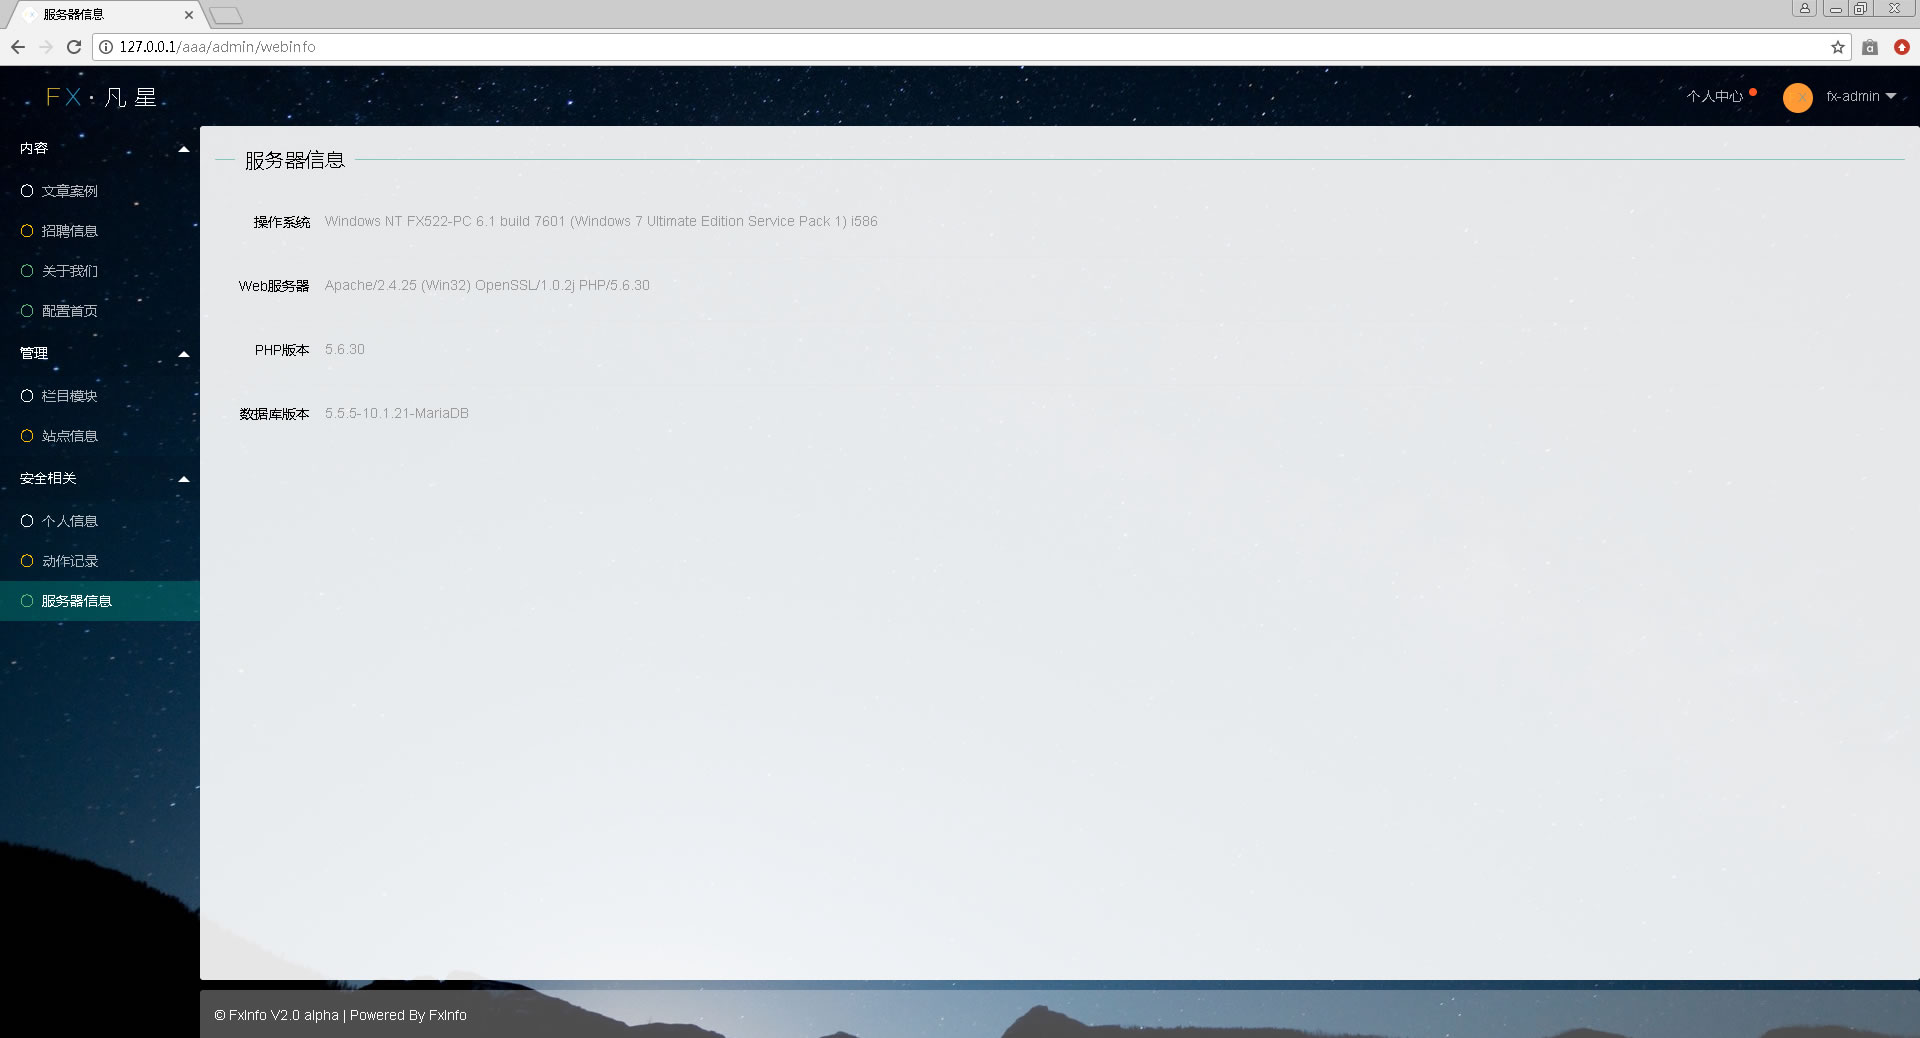 服务器信息
127.0.0.1/aaa/admin/webinfo
FX·凡星
个人中心
fx-admin
内容
文章案例
招聘信息
关于我们
配置首页
管理
栏目模块
站点信息
安全相关
个人信息
动作记录
服务器信息
服务器信息
操作系统 Windows NT FX522-PC 6.1 build 7601 (Windows 7 Ultimate Edition Service Pack 1) i586
Web服务器 Apache/2.4.25 (Win32) OpenSSL/1.0.2j PHP/5.6.30
PHP版本 5.6.30
数据库版本 5.5.5-10.1.21-MariaDB
© FxInfo V2.0 alpha | Powered By FxInfo